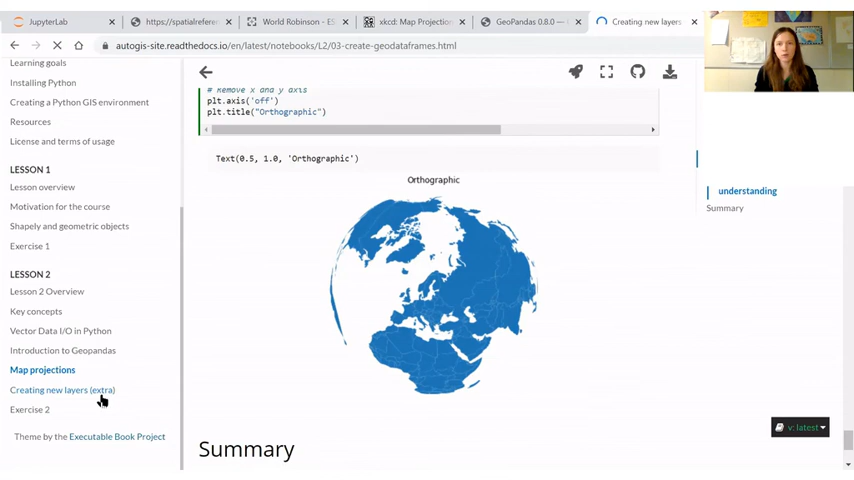 JupyterLab
https://spatialrefere
World Robinson - ES
xkcd: Map Projection
GeoPandas 0.8.0 —
Creating new layers
autogis-site.readthedocs.io/en/latest/notebooks/L2/03-create-geodataframes.html
Learning goals
Installing Python
Creating a Python GIS environment
Resources
License and terms of usage
LESSON 1
Lesson overview
Motivation for the course
Shapely and geometric objects
Exercise 1
LESSON 2
Lesson 2 Overview
Key concepts
Vector Data I/O in Python
Introduction to Geopandas
Map projections
Creating new layers (extra)
Exercise 2
Theme by the Executable Book Project
# Remove x and y axis
plt.axis('off')
plt.title("Orthographic")
Text(0.5, 1.0, 'Orthographic')
Orthographic
Summary
understanding
Summary
v: latest